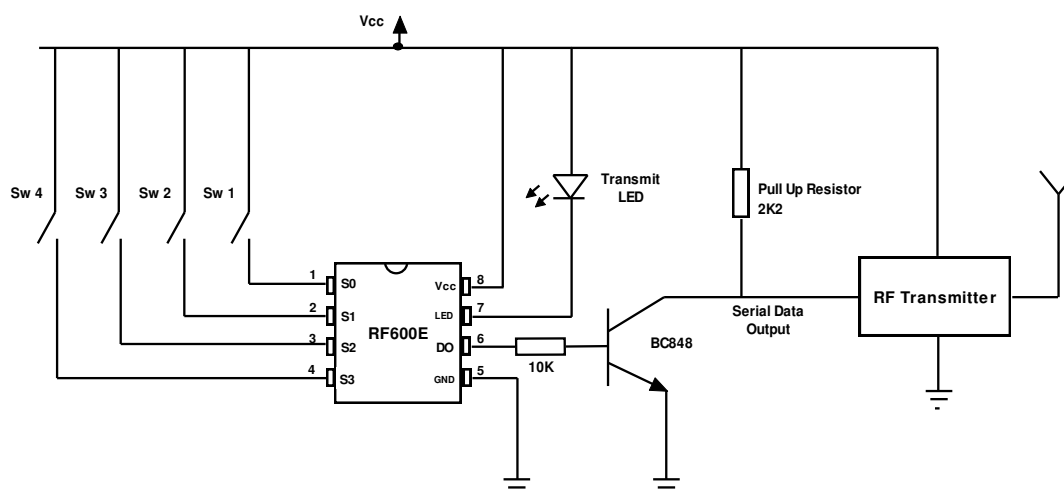 Vcc
Sw 4
Sw 3
Sw 2
Sw 1
Transmit
LED
Pull Up Resistor
2K2
1
S0
2
S1
3
S2
4
S3
RF600E
Vcc
8
LED
7
DO
6
GND
5
10K
BC848
Serial Data
Output
RF Transmitter